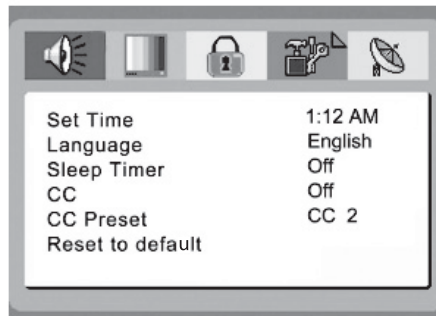 Set Time 1:12 AM
Language English
Sleep Timer Off
CC Off
CC Preset CC 2
Reset to default